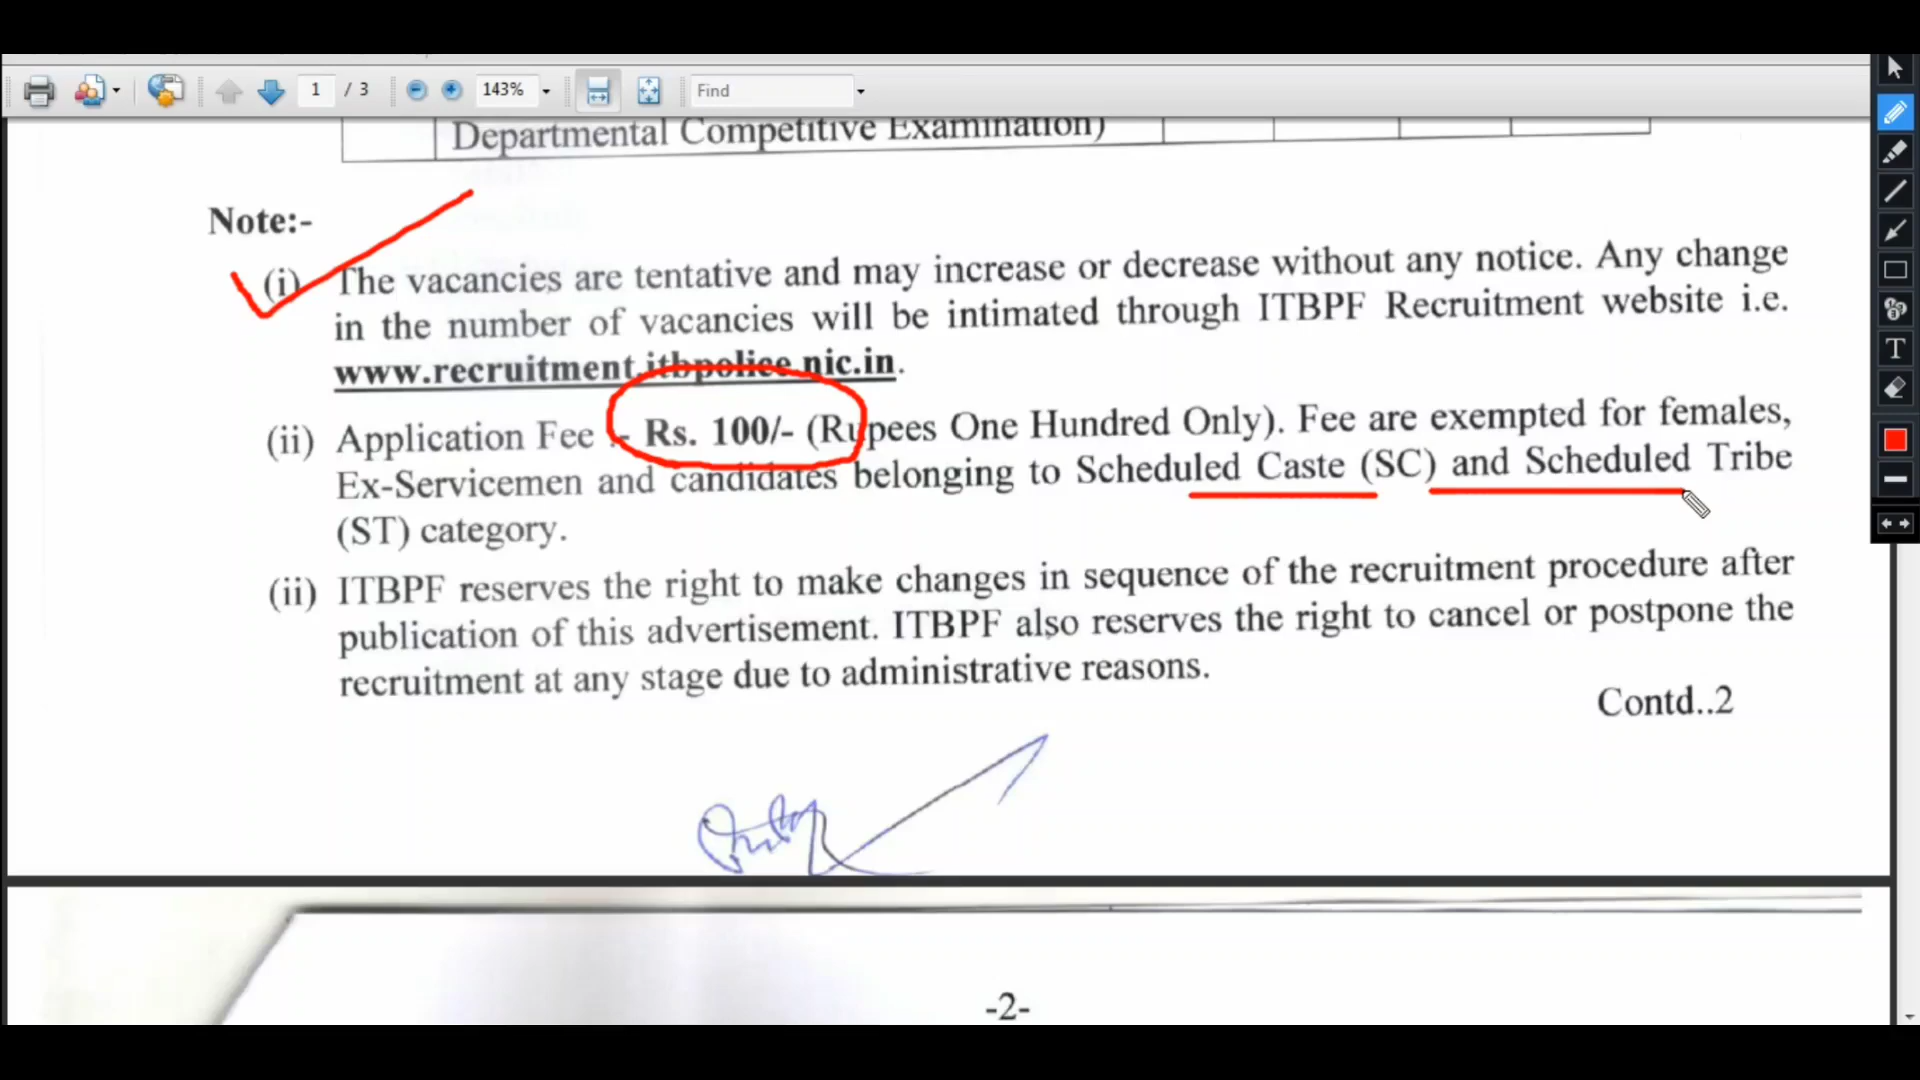 1 / 3 143% Find
Departmental Competitive Examination)
Note:-
(i) The vacancies are tentative and may increase or decrease without any notice. Any change
in the number of vacancies will be intimated through ITBPF Recruitment website i.e.
www.recruitment.itbpolice.nic.in.
(ii) Application Fee :- Rs. 100/- (Rupees One Hundred Only). Fee are exempted for females,
Ex-Servicemen and candidates belonging to Scheduled Caste (SC) and Scheduled Tribe
(ST) category.
(ii) ITBPF reserves the right to make changes in sequence of the recruitment procedure after
publication of this advertisement. ITBPF also reserves the right to cancel or postpone the
recruitment at any stage due to administrative reasons.
Contd..2
-2-